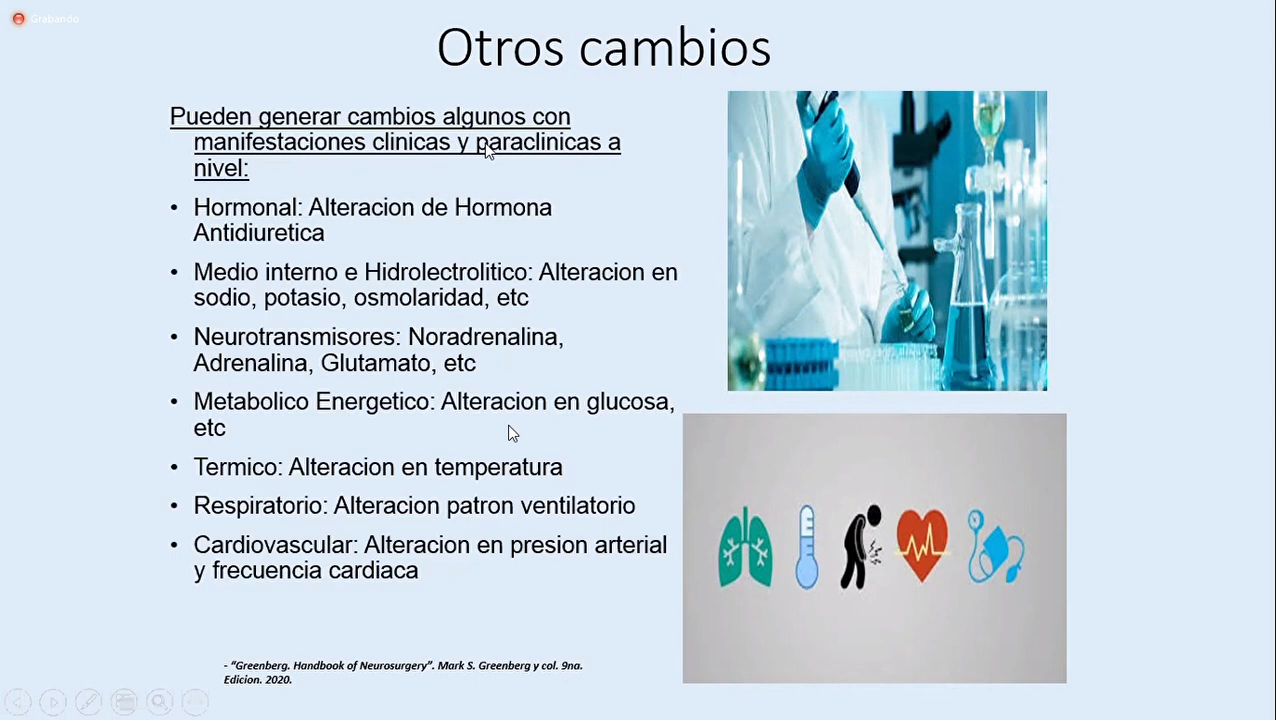 Grabando
Otros cambios
Pueden generar cambios algunos con
manifestaciones clinicas y paraclinicas a
nivel:
• Hormonal: Alteracion de Hormona
Antidiuretica
• Medio interno e Hidrolectrolitico: Alteracion en
sodio, potasio, osmolaridad, etc
• Neurotransmisores: Noradrenalina,
Adrenalina, Glutamato, etc
• Metabolico Energetico: Alteracion en glucosa,
etc
• Termico: Alteracion en temperatura
• Respiratorio: Alteracion patron ventilatorio
• Cardiovascular: Alteracion en presion arterial
y frecuencia cardiaca
- “Greenberg. Handbook of Neurosurgery”. Mark S. Greenberg y col. 9na.
Edicion. 2020.